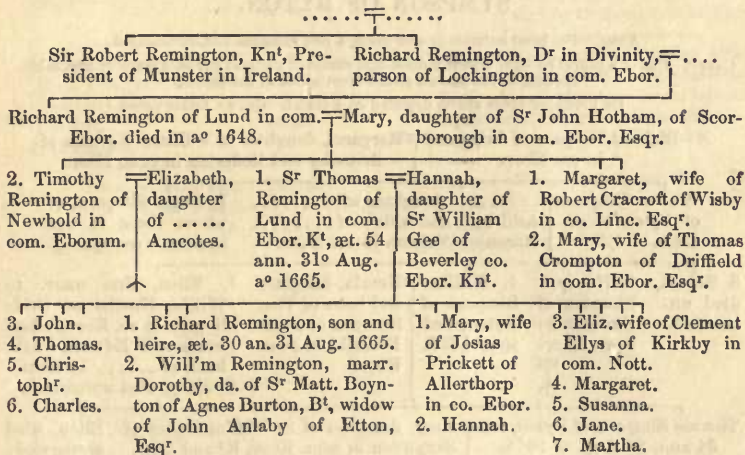 Sir Robert Remington, Knᵗ, Pre-
sident of Munster in Ireland.
Richard Remington, Dʳ in Divinity,
parson of Lockington in com. Ebor.
Richard Remington of Lund in com.
Ebor. died in aº 1648.
Mary, daughter of Sʳ John Hotham, of Scor-
borough in com. Ebor. Esqr.
2. Timothy
Remington of
Newbold in
com. Eborum.
Elizabeth,
daughter
of ......
Amcotes.
1. Sʳ Thomas
Remington of
Lund in com.
Ebor. Kᵗ, æt. 54
ann. 31º Aug.
aº 1665.
Hannah,
daughter of
Sʳ William
Gee of
Beverley co.
Ebor. Knᵗ.
1. Margaret, wife of
Robert Cracroft of Wisby
in co. Linc. Esqʳ.
2. Mary, wife of Thomas
Crompton of Driffield
in com. Ebor. Esqʳ.
3. John.
4. Thomas.
5. Chris-
tophʳ.
6. Charles.
1. Richard Remington, son and
heire, æt. 30 an. 31 Aug. 1665.
2. Will'm Remington, marr.
Dorothy, da. of Sʳ Matt. Boyn-
ton of Agnes Burton, Bᵗ, widow
of John Anlaby of Etton,
Esqʳ.
1. Mary, wife
of Josias
Prickett of
Allerthorp
in co. Ebor.
2. Hannah.
3. Eliz. wife of Clement
Ellys of Kirkby in
com. Nott.
4. Margaret.
5. Susanna.
6. Jane.
7. Martha.